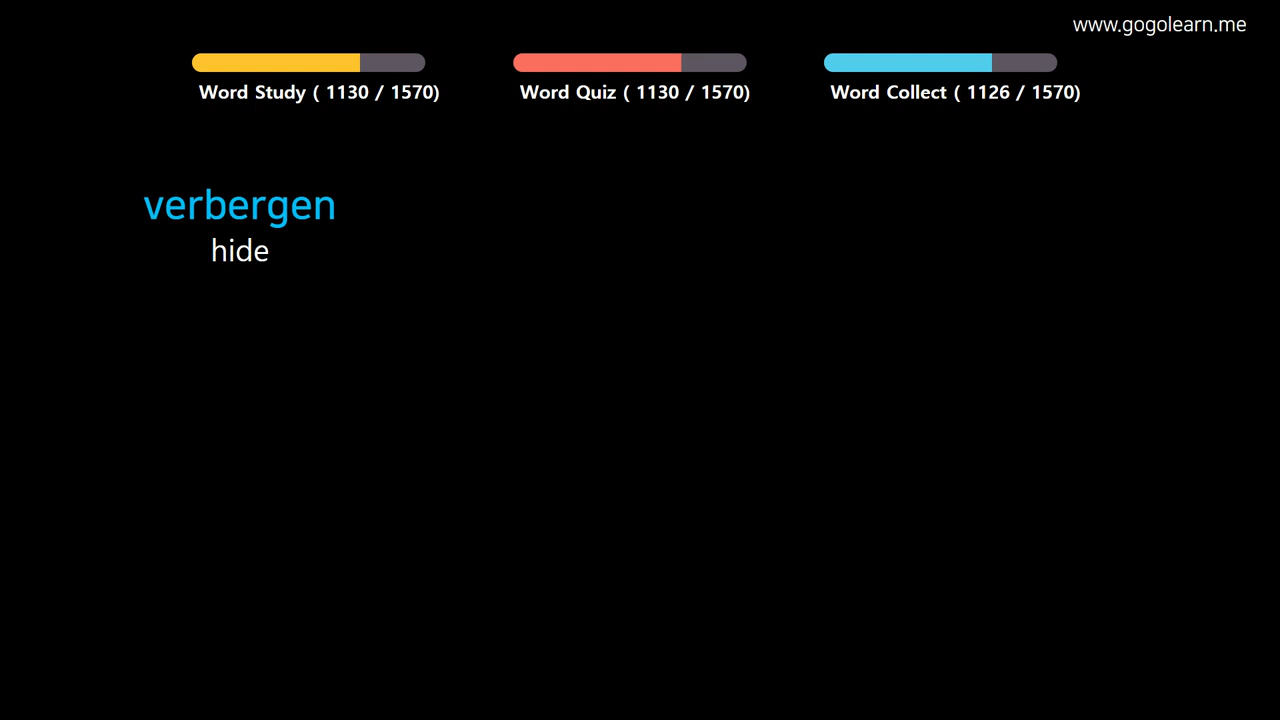 www.gogolearn.me
Word Study ( 1130 / 1570)
Word Quiz ( 1130 / 1570)
Word Collect ( 1126 / 1570)
verbergen
hide